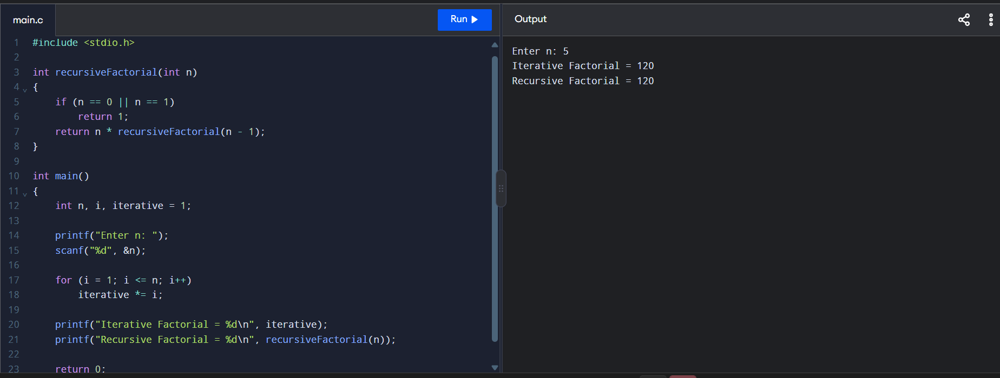 main.c
Run
1 #include <stdio.h>
2
3 int recursiveFactorial(int n)
4 {
5     if (n == 0 || n == 1)
6         return 1;
7     return n * recursiveFactorial(n - 1);
8 }
9
10 int main()
11 {
12     int n, i, iterative = 1;
13
14     printf("Enter n: ");
15     scanf("%d", &n);
16
17     for (i = 1; i <= n; i++)
18         iterative *= i;
19
20     printf("Iterative Factorial = %d\n", iterative);
21     printf("Recursive Factorial = %d\n", recursiveFactorial(n));
22
23     return 0;
Output
Enter n: 5
Iterative Factorial = 120
Recursive Factorial = 120